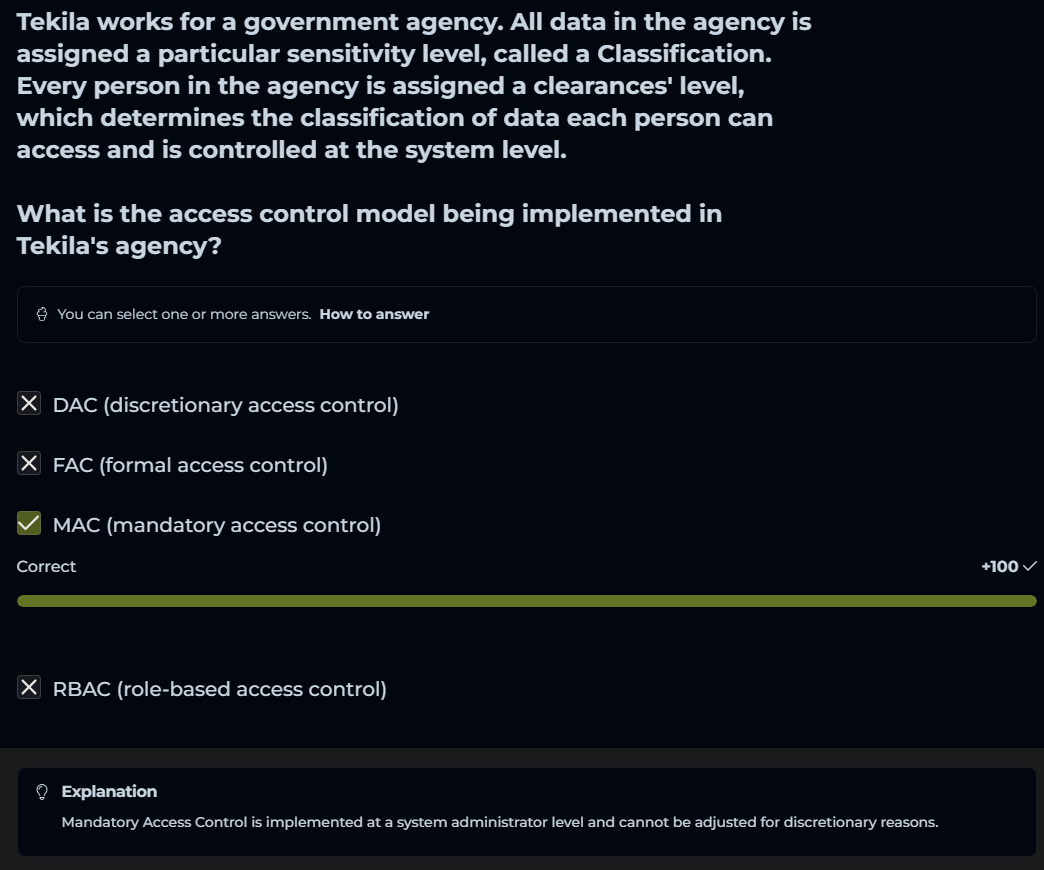 Tekila works for a government agency. All data in the agency is
assigned a particular sensitivity level, called a Classification.
Every person in the agency is assigned a clearances' level,
which determines the classification of data each person can
access and is controlled at the system level.
What is the access control model being implemented in
Tekila's agency?
You can select one or more answers. How to answer
DAC (discretionary access control)
FAC (formal access control)
MAC (mandatory access control)
Correct +100
RBAC (role-based access control)
Explanation
Mandatory Access Control is implemented at a system administrator level and cannot be adjusted for discretionary reasons.